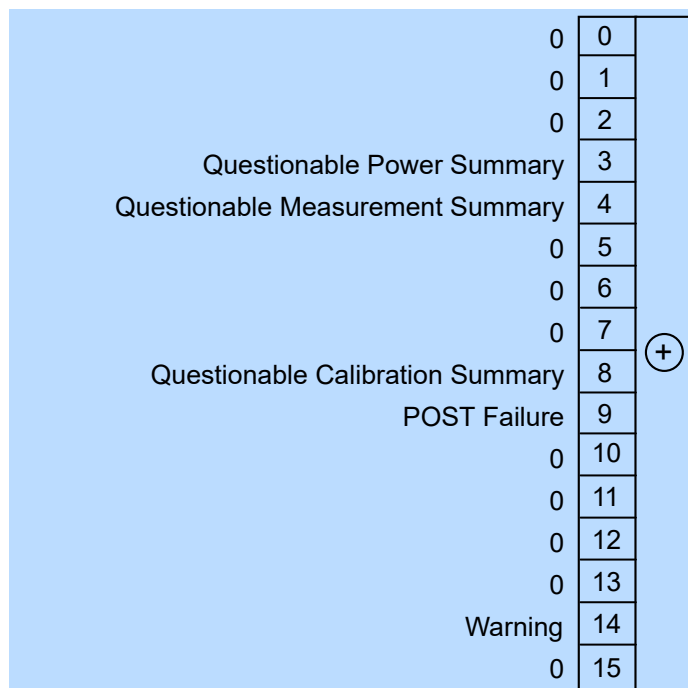 0 0
0 1
0 2
Questionable Power Summary 3
Questionable Measurement Summary 4
0 5
0 6
0 7
+
Questionable Calibration Summary 8
POST Failure 9
0 10
0 11
0 12
0 13
Warning 14
0 15